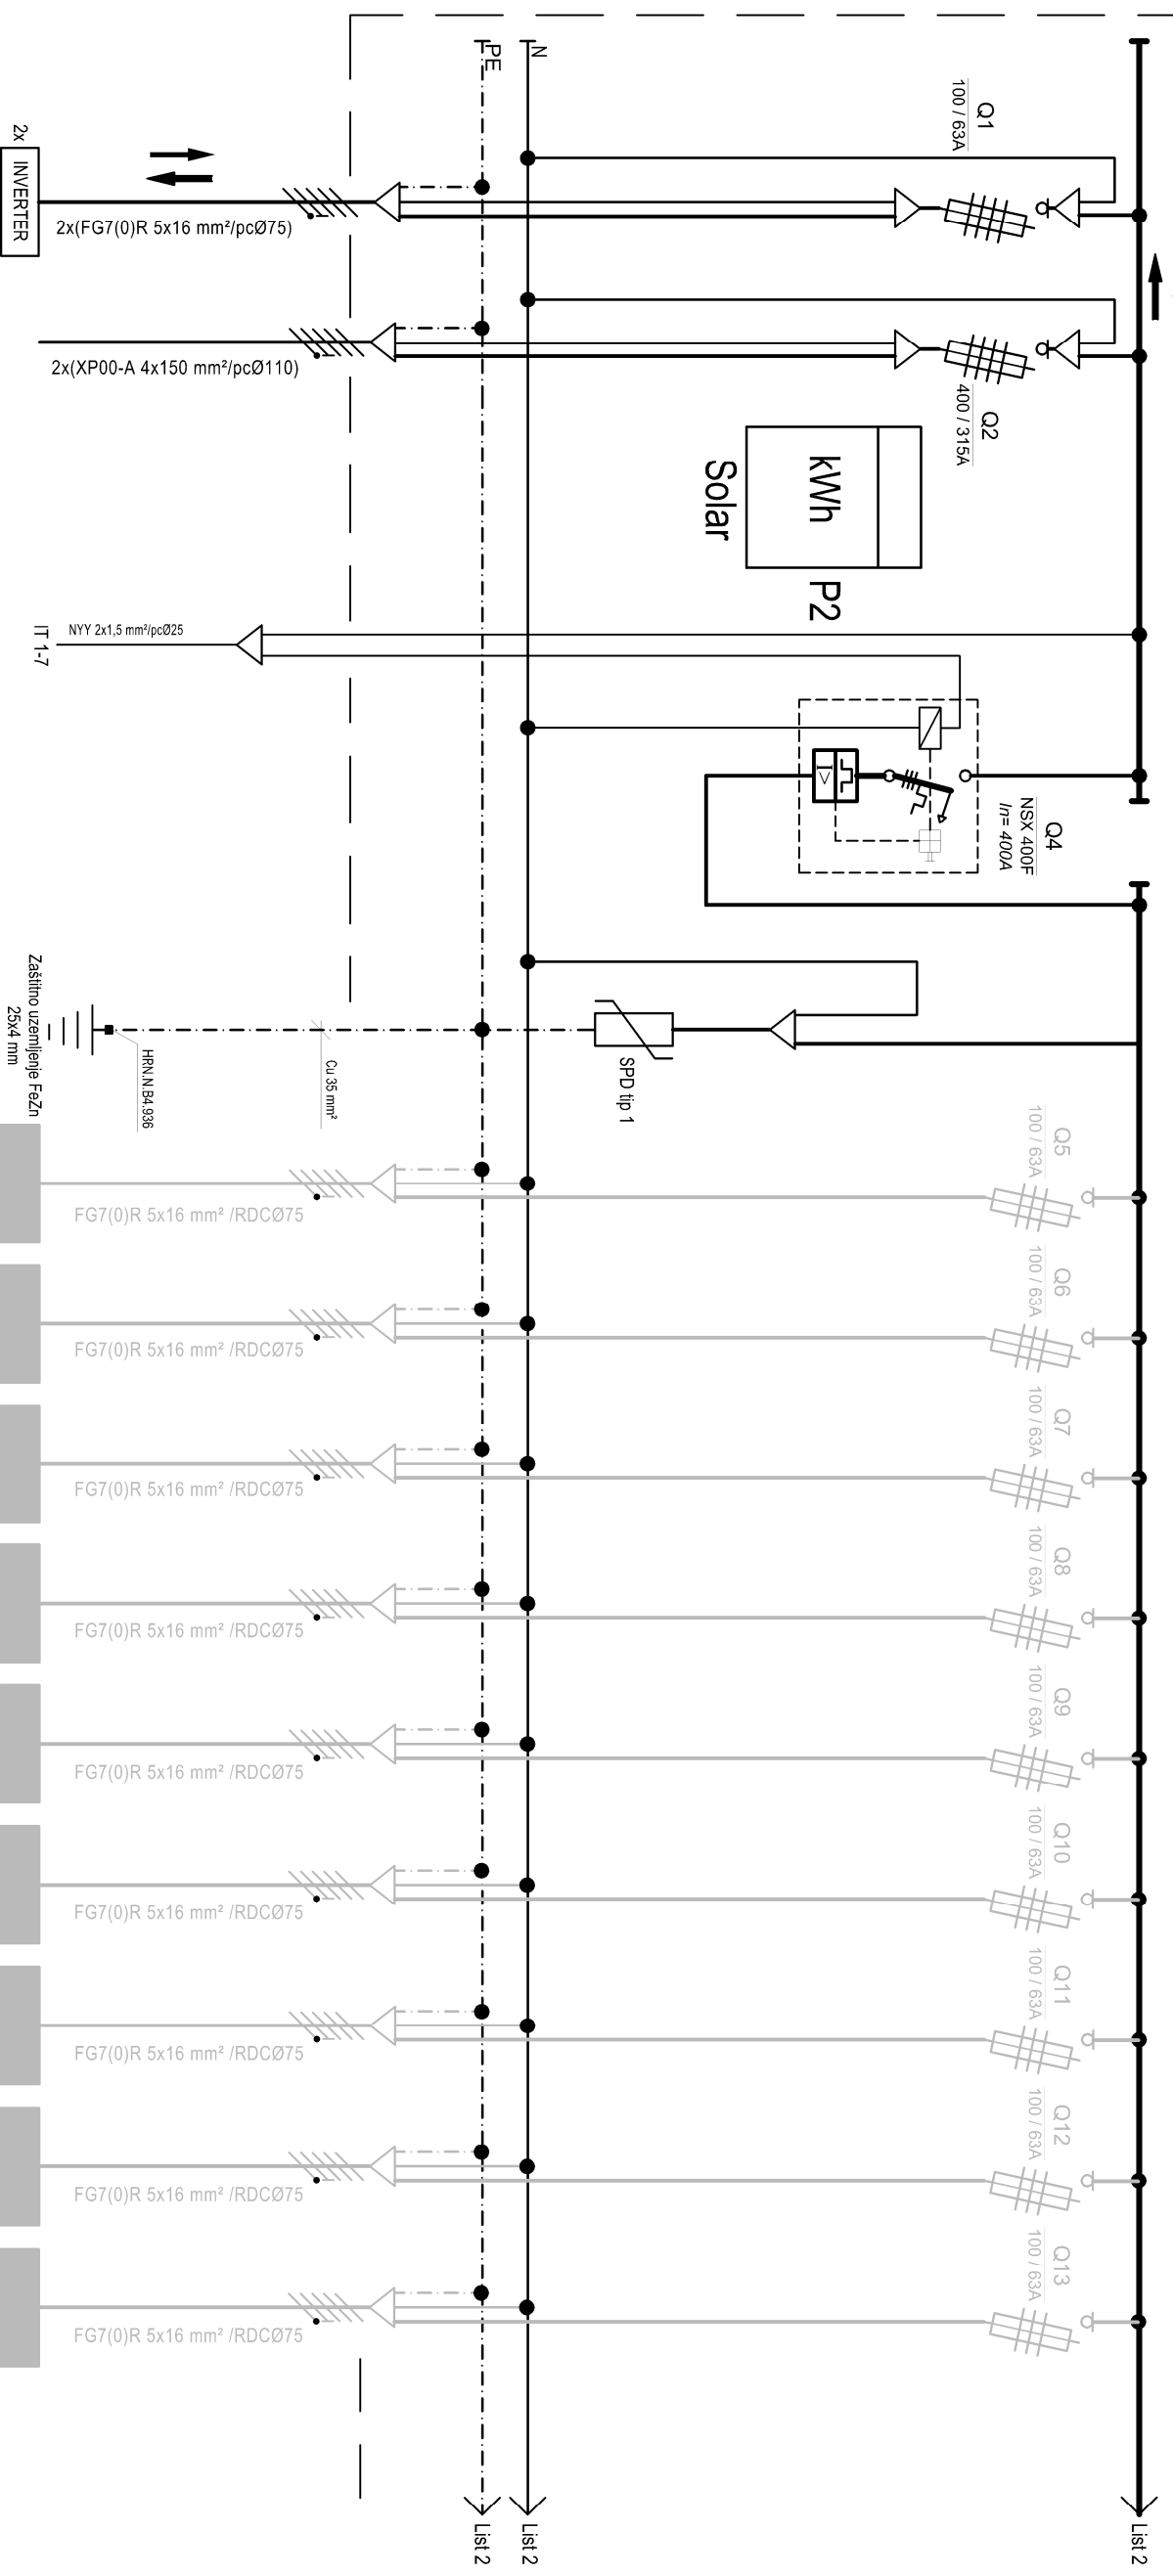 Q1
100 / 63A
N
PE
2x
INVERTER
2x(FG7(0)R 5x16 mm²/pcØ75)
Q2
400 / 315A
2x(XP00-A 4x150 mm²/pcØ110)
kWh
Solar
P2
NYY 2x1,5 mm²/pcØ25
IT 1-7
Q4
NSX 400F
In= 400A
I>
SPD tip 1
Cu 35 mm²
HRN.N.B4.936
Zaštitno uzemljenje FeZn
25x4 mm
Q5
100 / 63A
FG7(0)R 5x16 mm² /RDCØ75
Q6
100 / 63A
FG7(0)R 5x16 mm² /RDCØ75
Q7
100 / 63A
FG7(0)R 5x16 mm² /RDCØ75
Q8
100 / 63A
FG7(0)R 5x16 mm² /RDCØ75
Q9
100 / 63A
FG7(0)R 5x16 mm² /RDCØ75
Q10
100 / 63A
FG7(0)R 5x16 mm² /RDCØ75
Q11
100 / 63A
FG7(0)R 5x16 mm² /RDCØ75
Q12
100 / 63A
FG7(0)R 5x16 mm² /RDCØ75
Q13
100 / 63A
FG7(0)R 5x16 mm² /RDCØ75
List 2
List 2
List 2